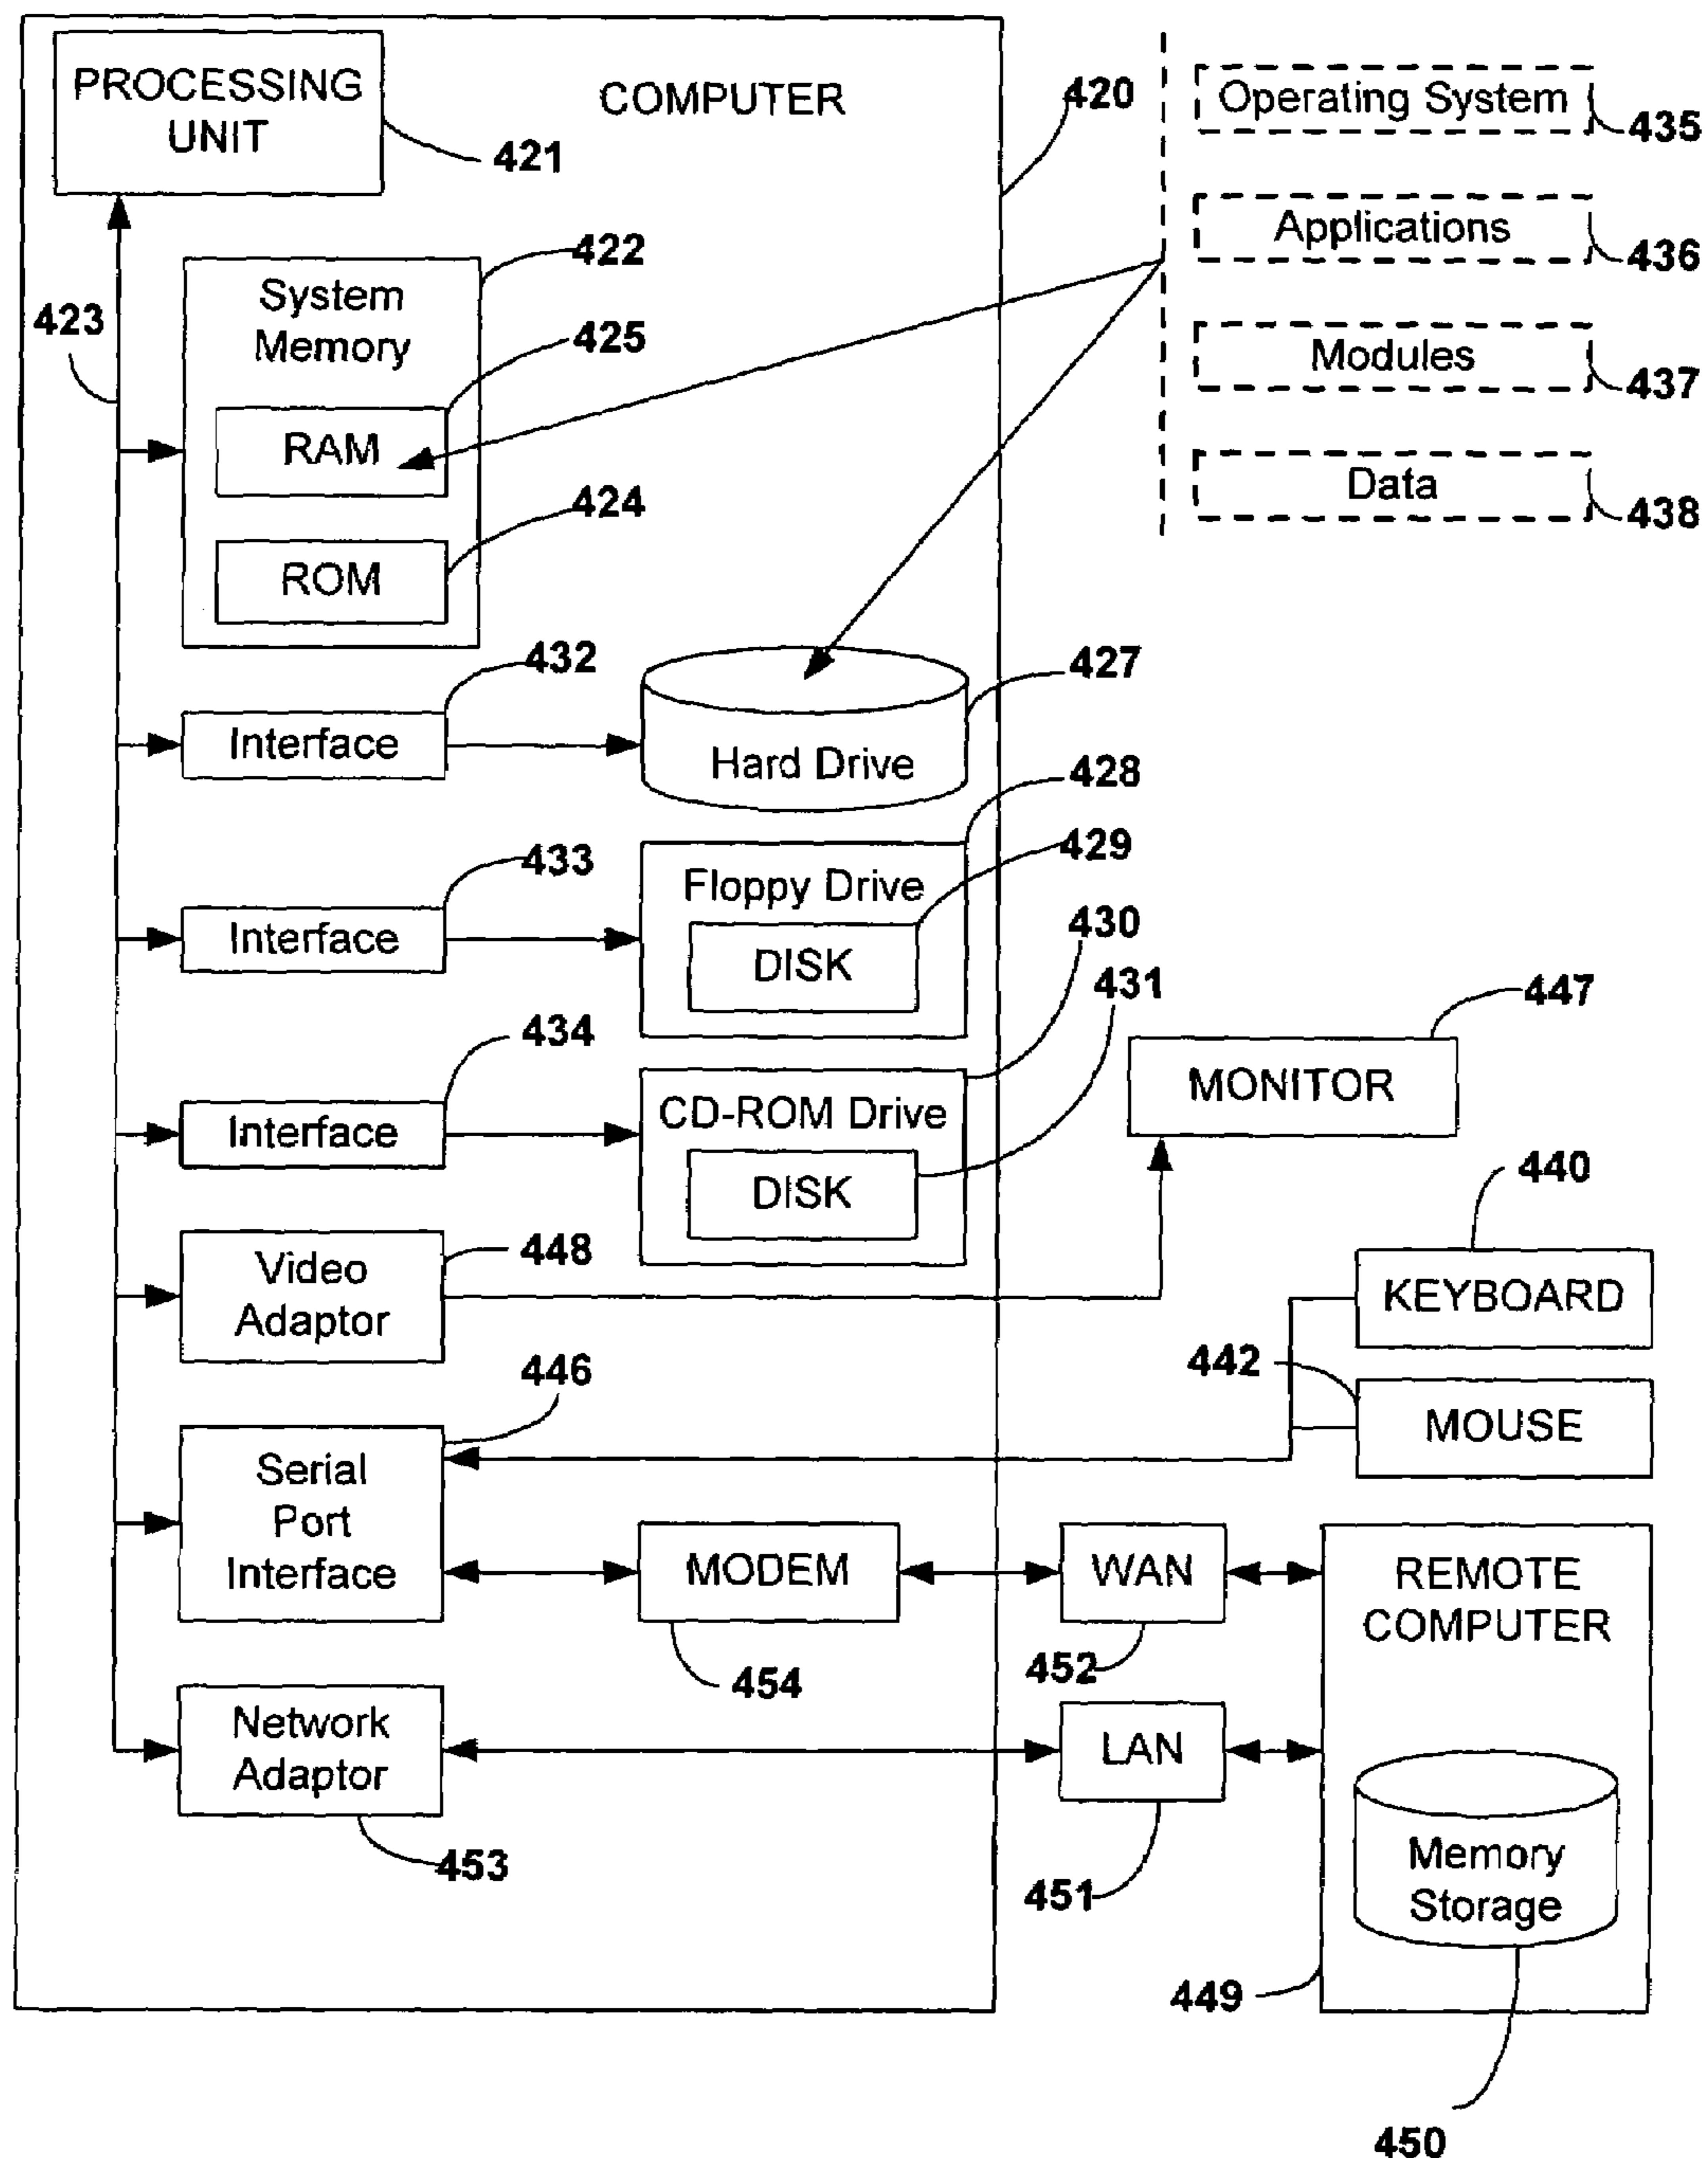 PROCESSING
UNIT
421
COMPUTER
420
Operating System
435
Applications
436
Modules
437
Data
438
423
422
System
Memory
425
RAM
424
ROM
432
Interface
427
Hard Drive
433
Interface
428
429
Floppy Drive
DISK
434
Interface
430
431
CD-ROM Drive
DISK
447
MONITOR
448
Video
Adaptor
440
KEYBOARD
442
MOUSE
446
Serial
Port
Interface
MODEM
454
WAN
452
REMOTE
COMPUTER
Network
Adaptor
453
LAN
451
Memory
Storage
449
450